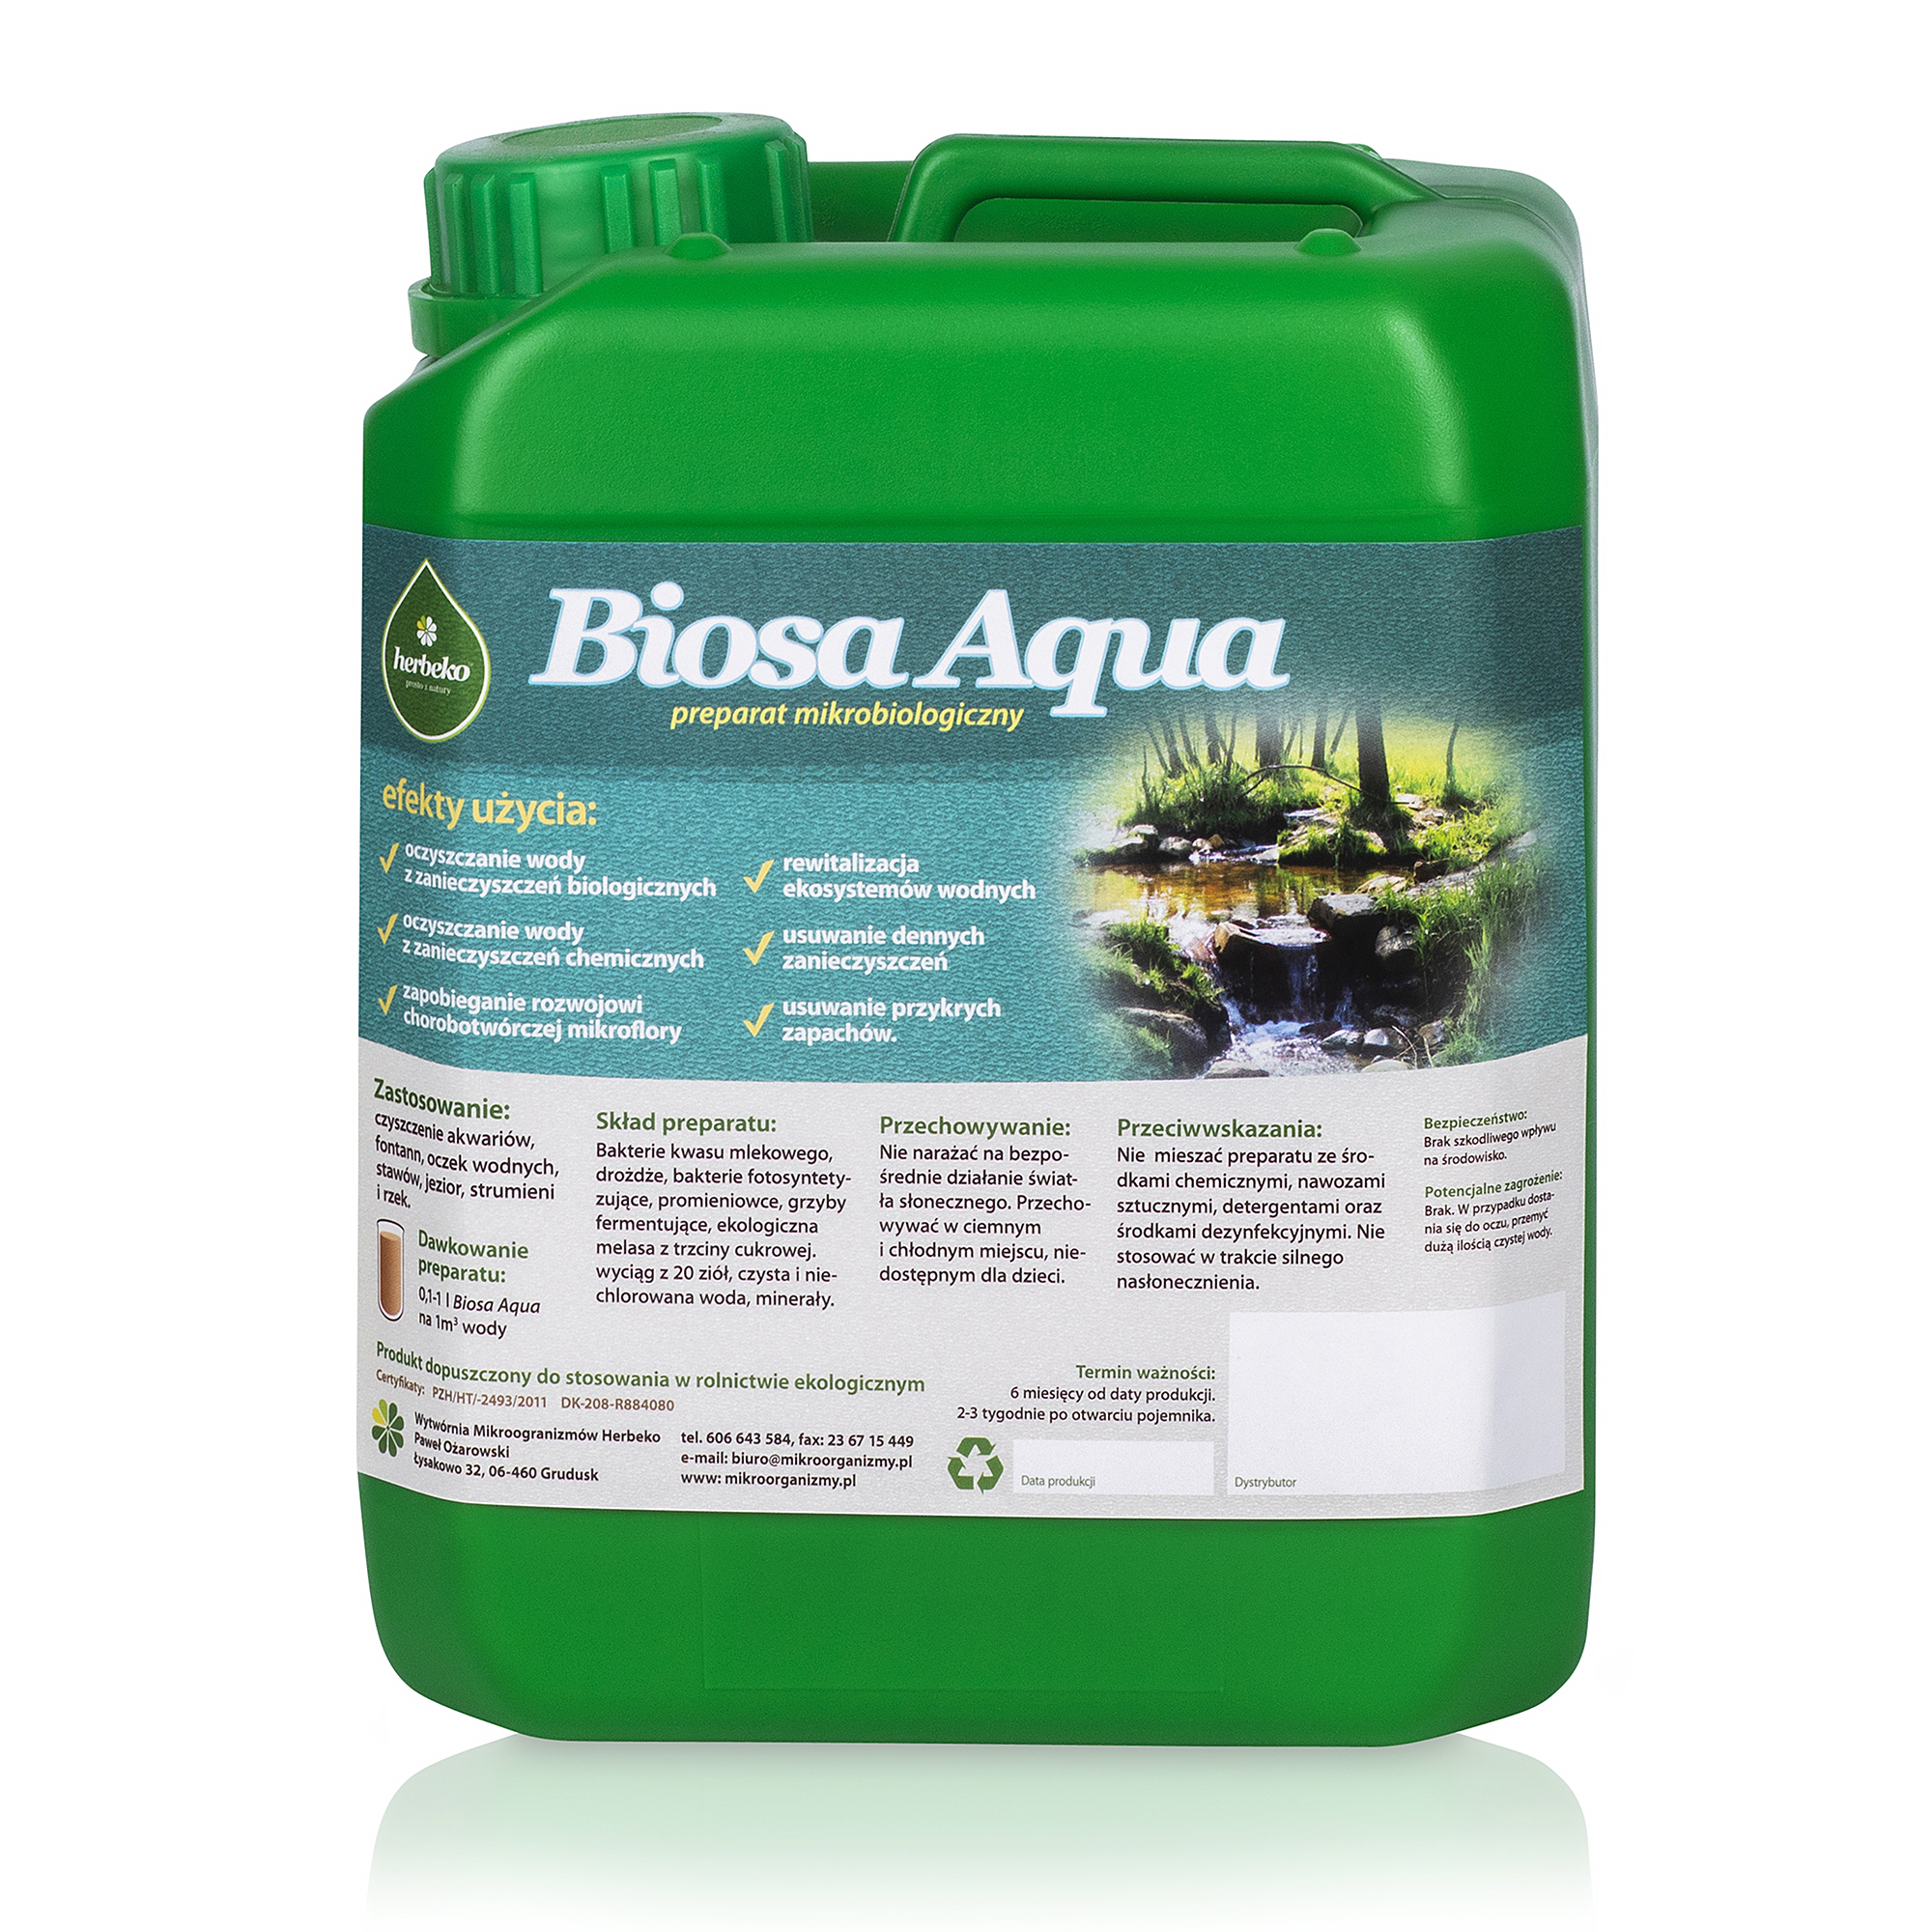 herbeko
prosto z natury
Biosa Aqua
preparat mikrobiologiczny
efekty użycia:
oczyszczanie wody
z zanieczyszczeń biologicznych
oczyszczanie wody
z zanieczyszczeń chemicznych
zapobieganie rozwojowi
chorobotwórczej mikroflory
rewitalizacja
ekosystemów wodnych
usuwanie dennych
zanieczyszczeń
usuwanie przykrych
zapachów.
Zastosowanie:
czyszczenie akwariów,
fontann, oczek wodnych,
stawów, jezior, strumieni
i rzek.
Dawkowanie
preparatu:
0,1-1 l Biosa Aqua
na 1m³ wody
Skład preparatu:
Bakterie kwasu mlekowego,
drożdże, bakterie fotosyntety-
zujące, promieniowce, grzyby
fermentujące, ekologiczna
melasa z trzciny cukrowej.
wyciąg z 20 ziół, czysta i nie-
chlorowana woda, minerały.
Przechowywanie:
Nie narażać na bezpo-
średnie działanie świat-
ła słonecznego. Przecho-
wywać w ciemnym
i chłodnym miejscu, nie-
dostępnym dla dzieci.
Przeciwwskazania:
Nie mieszać preparatu ze śro-
dkami chemicznymi, nawozami
sztucznymi, detergentami oraz
środkami dezynfekcyjnymi. Nie
stosować w trakcie silnego
nasłonecznienia.
Bezpieczeństwo:
Brak szkodliwego wpływu
na środowisko.
Potencjalne zagrożenie:
Brak. W przypadku dosta-
nia się do oczu, przemyć
dużą ilością czystej wody.
Produkt dopuszczony do stosowania w rolnictwie ekologicznym
Certyfikaty: PZH/HT/-2493/2011 DK-208-R884080
Wytwórnia Mikroogranizmów Herbeko
Paweł Ożarowski
Łysakowo 32, 06-460 Grudusk
tel. 606 643 584, fax: 23 67 15 449
e-mail: biuro@mikroorganizmy.pl
www: mikroorganizmy.pl
Termin ważności:
6 miesięcy od daty produkcji.
2-3 tygodnie po otwarciu pojemnika.
Data produkcji
Dystrybutor